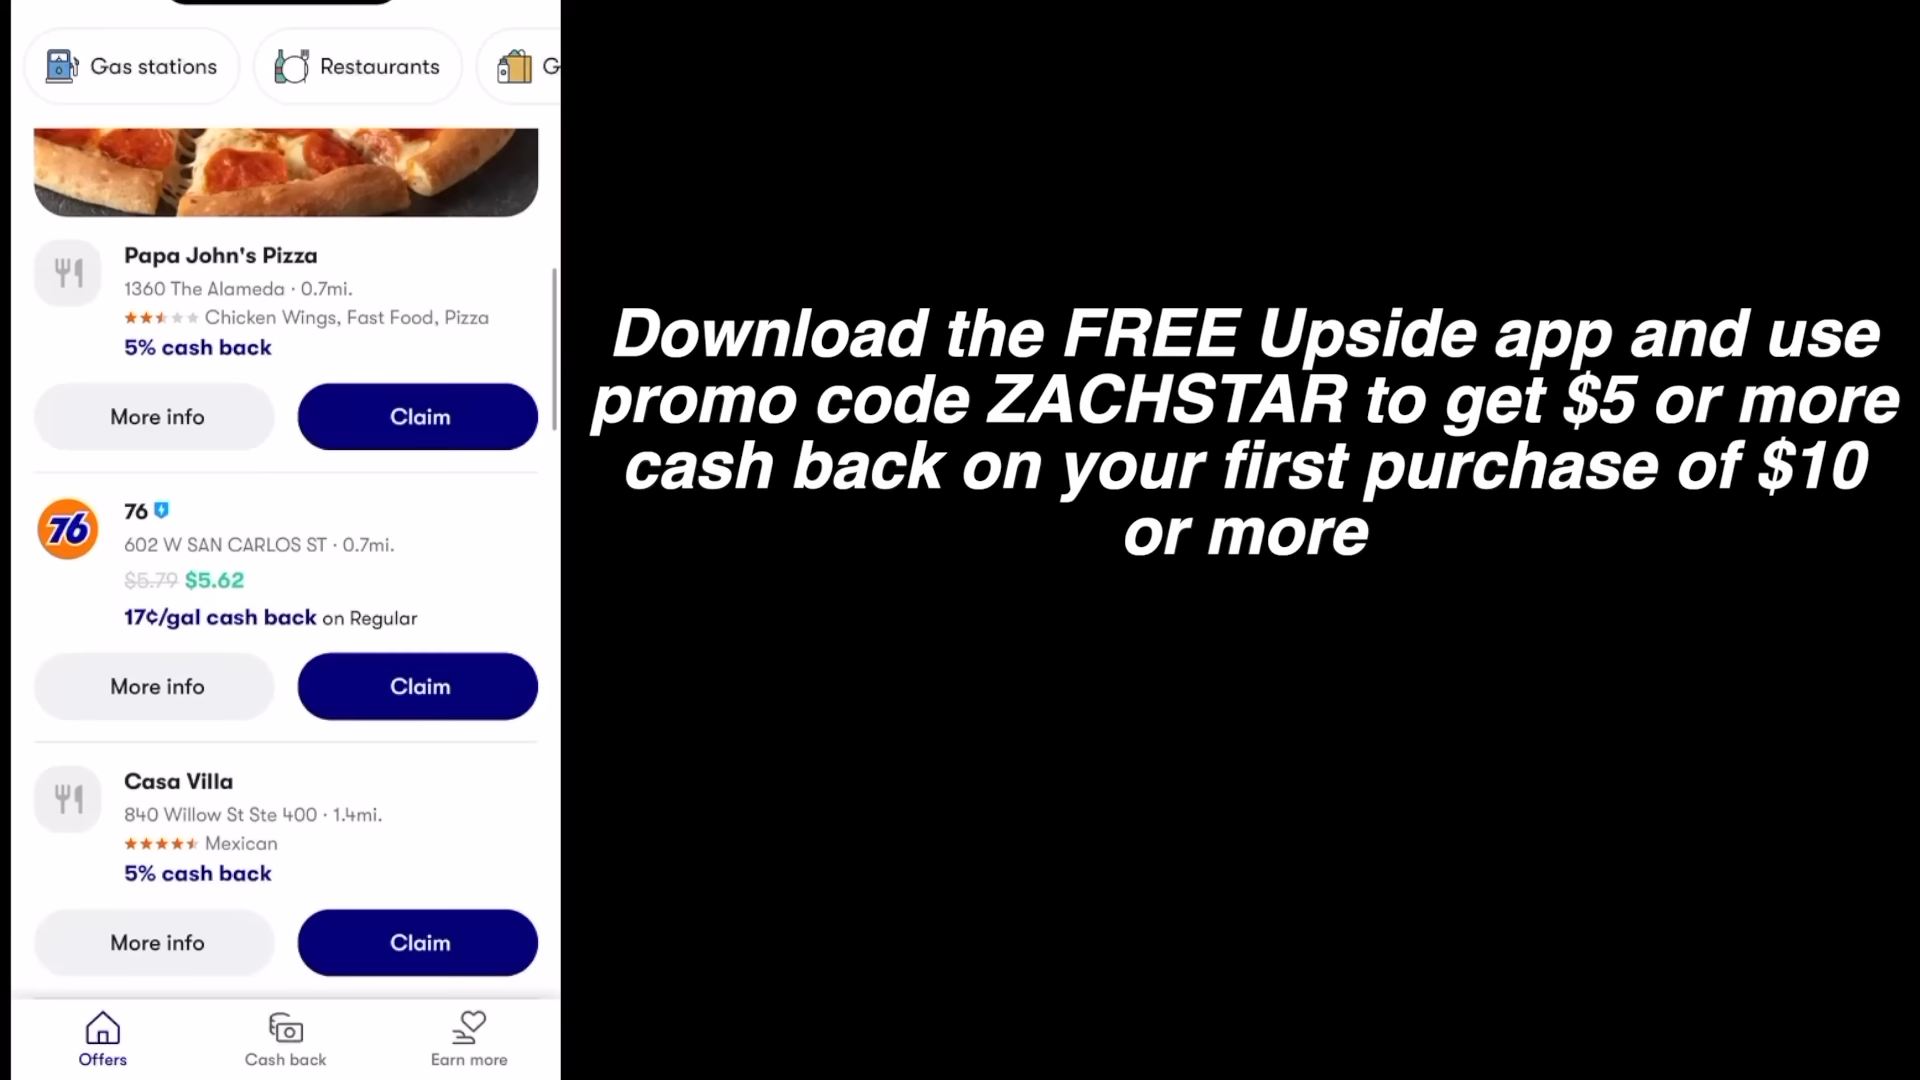 Gas stations
Restaurants
G
Papa John's Pizza
1360 The Alameda · 0.7mi.
Chicken Wings, Fast Food, Pizza
5% cash back
More info
Claim
76
76
602 W SAN CARLOS ST · 0.7mi.
$5.79 $5.62
17¢/gal cash back on Regular
More info
Claim
Casa Villa
840 Willow St Ste 400 · 1.4mi.
Mexican
5% cash back
More info
Claim
Offers
Cash back
Earn more
Download the FREE Upside app and use
promo code ZACHSTAR to get $5 or more
cash back on your first purchase of $10
or more